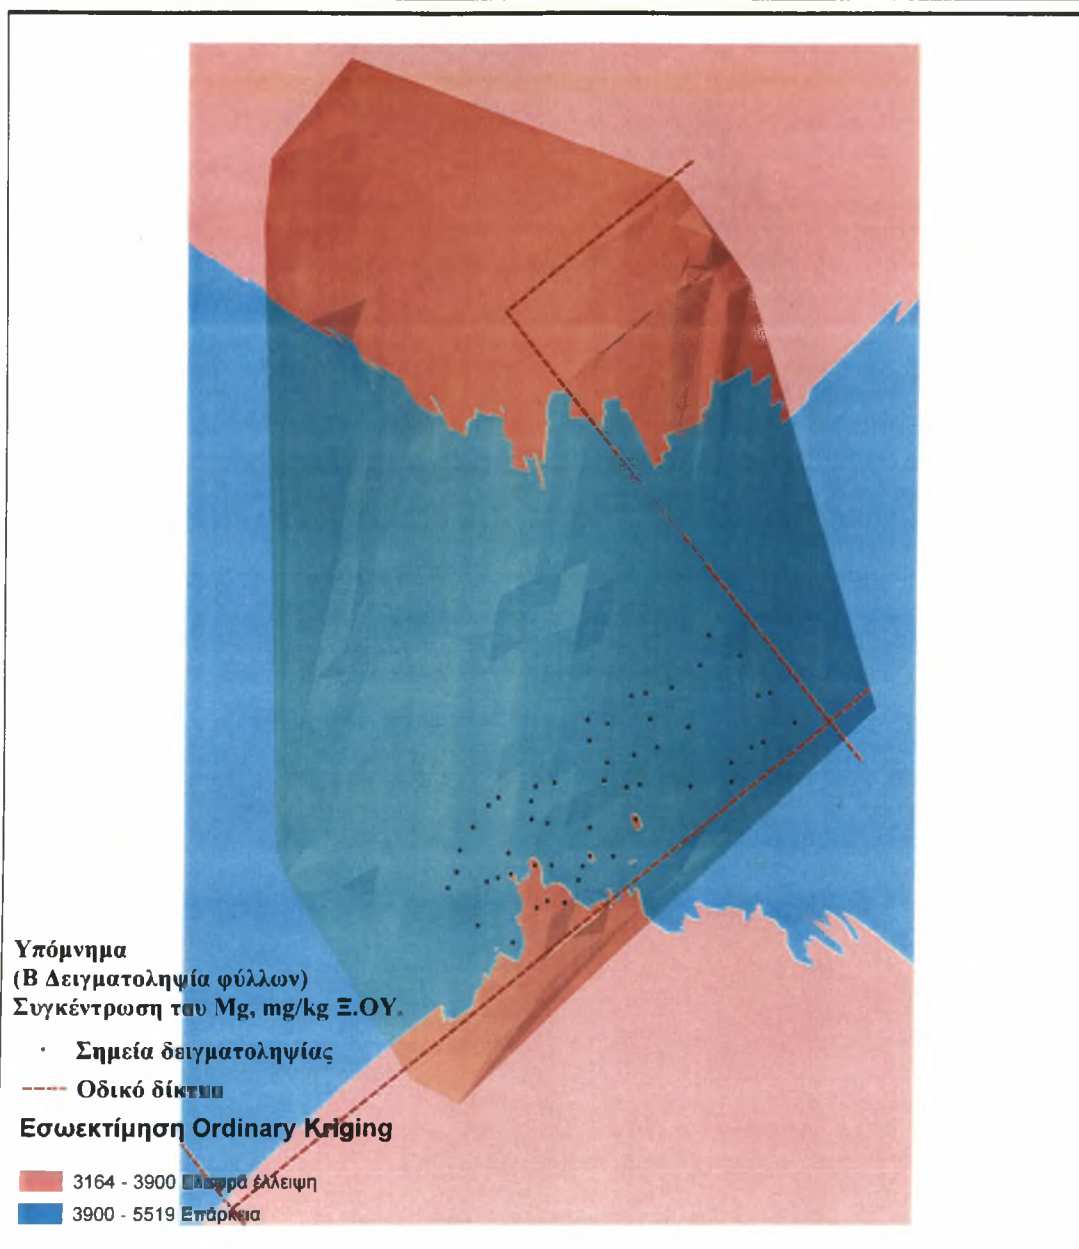 Υπόμνημα
(Β Δειγματοληψία φύλλων)
Συγκέντρωση του Mg, mg/kg Ξ.ΟΥ.
Σημεία δειγματοληψίας
Οδικό δίκτυο
Εσωεκτίμηση Ordinary Kriging
3164 - 3900 Ελαφρά έλλειψη
3900 - 5519 Επάρκεια